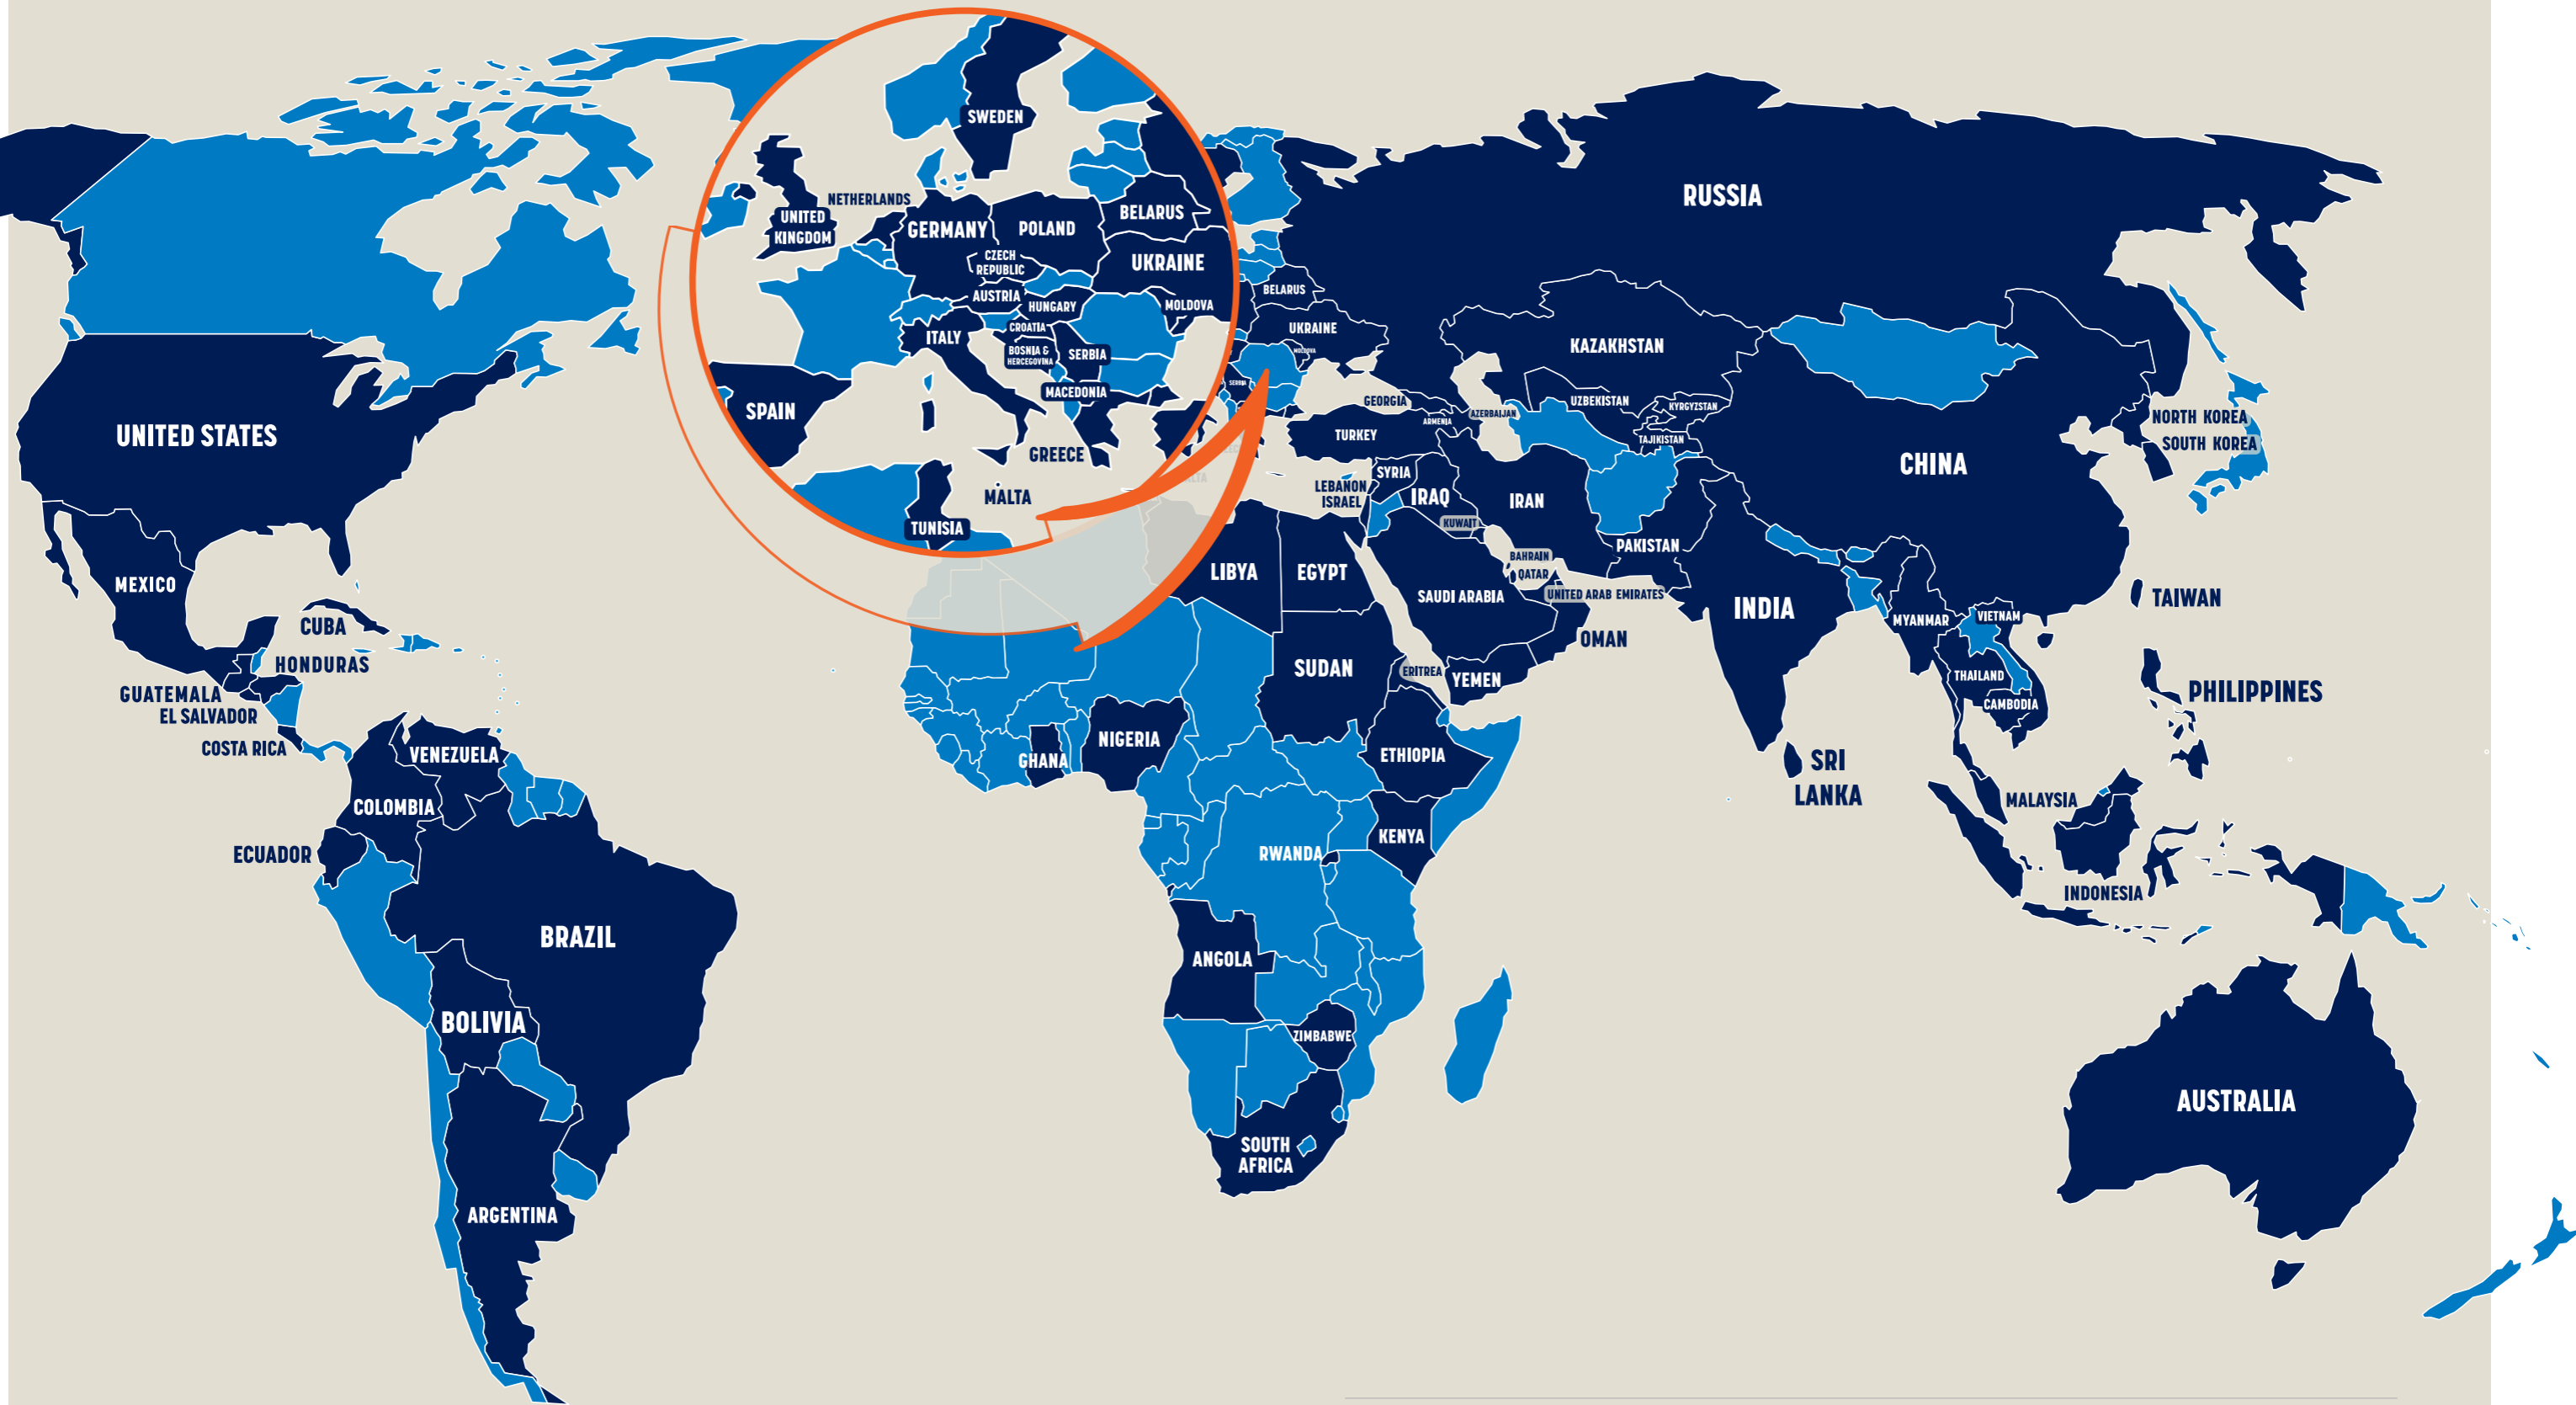 SWEDEN
NETHERLANDS
UNITED
KINGDOM
GERMANY
POLAND
BELARUS
CZECH
REPUBLIC
UKRAINE
AUSTRIA
HUNGARY
MOLDOVA
CROATIA
ITALY
BOSNIA &
HERCEGOVINA
SERBIA
MACEDONIA
SPAIN
GREECE
MALTA
TUNISIA
RUSSIA
BELARUS
UKRAINE
MOLDOVA
SERBIA
KAZAKHSTAN
GEORGIA
AZERBAIJAN
ARMENIA
UZBEKISTAN
KYRGYZSTAN
TAJIKISTAN
TURKEY
NORTH KOREA
SOUTH KOREA
CHINA
SYRIA
LEBANON
ISRAEL
IRAQ
IRAN
KUWAIT
PAKISTAN
BAHRAIN
QATAR
UNITED ARAB EMIRATES
SAUDI ARABIA
LIBYA
EGYPT
UNITED STATES
MEXICO
CUBA
HONDURAS
GUATEMALA
EL SALVADOR
COSTA RICA
INDIA
MYANMAR
VIETNAM
TAIWAN
OMAN
SUDAN
ERITREA
YEMEN
THAILAND
CAMBODIA
PHILIPPINES
VENEZUELA
COLOMBIA
ECUADOR
GHANA
NIGERIA
ETHIOPIA
KENYA
RWANDA
SRI
LANKA
MALAYSIA
INDONESIA
BRAZIL
BOLIVIA
ANGOLA
ZIMBABWE
SOUTH
AFRICA
AUSTRALIA
ARGENTINA